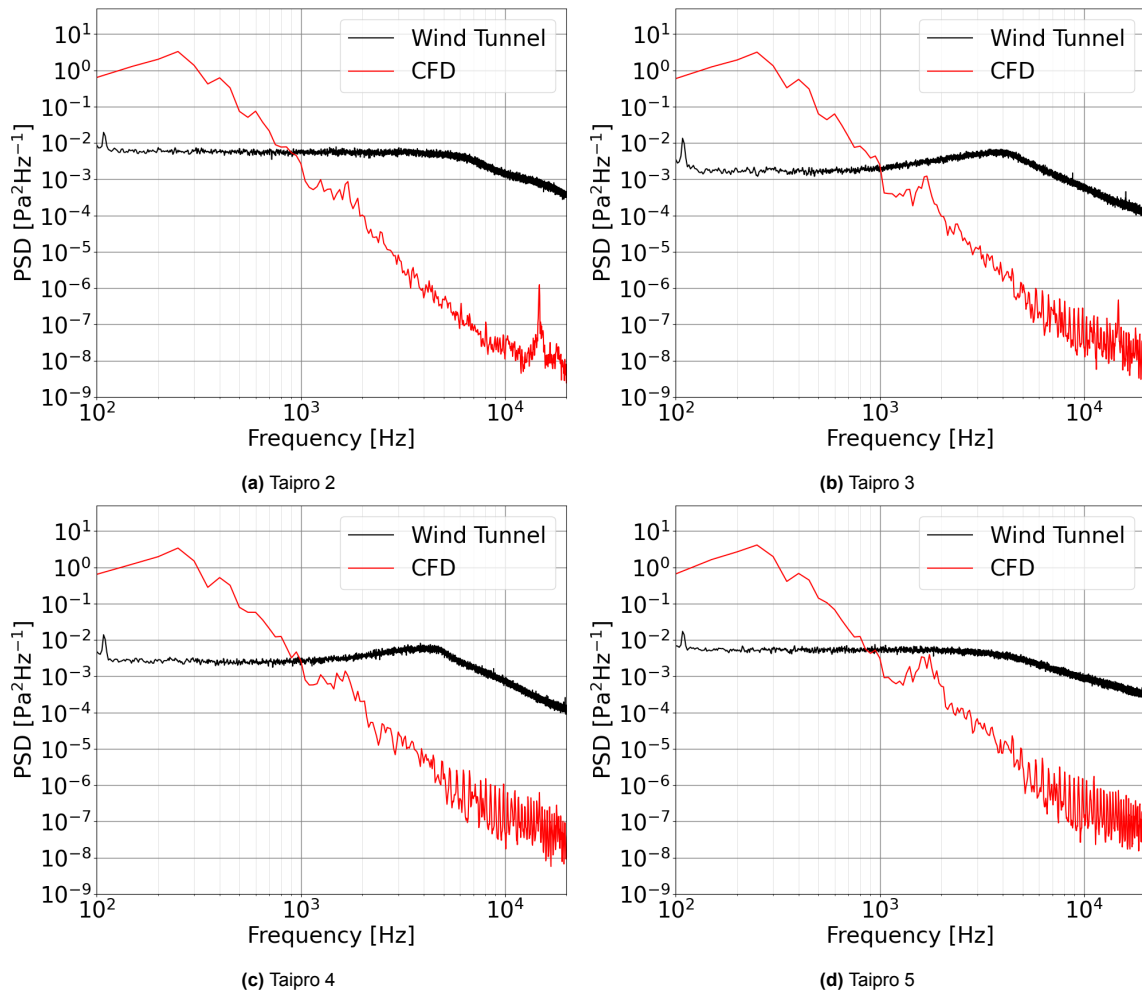 Wind Tunnel
CFD
10¹
10⁰
10⁻¹
10⁻²
10⁻³
10⁻⁴
10⁻⁵
10⁻⁶
10⁻⁷
10⁻⁸
10⁻⁹
PSD [Pa²Hz⁻¹]
10² 10³ 10⁴
Frequency [Hz]
(a) Taipro 2
Wind Tunnel
CFD
10¹
10⁰
10⁻¹
10⁻²
10⁻³
10⁻⁴
10⁻⁵
10⁻⁶
10⁻⁷
10⁻⁸
10⁻⁹
PSD [Pa²Hz⁻¹]
10² 10³ 10⁴
Frequency [Hz]
(b) Taipro 3
Wind Tunnel
CFD
10¹
10⁰
10⁻¹
10⁻²
10⁻³
10⁻⁴
10⁻⁵
10⁻⁶
10⁻⁷
10⁻⁸
10⁻⁹
PSD [Pa²Hz⁻¹]
10² 10³ 10⁴
Frequency [Hz]
(c) Taipro 4
Wind Tunnel
CFD
10¹
10⁰
10⁻¹
10⁻²
10⁻³
10⁻⁴
10⁻⁵
10⁻⁶
10⁻⁷
10⁻⁸
10⁻⁹
PSD [Pa²Hz⁻¹]
10² 10³ 10⁴
Frequency [Hz]
(d) Taipro 5